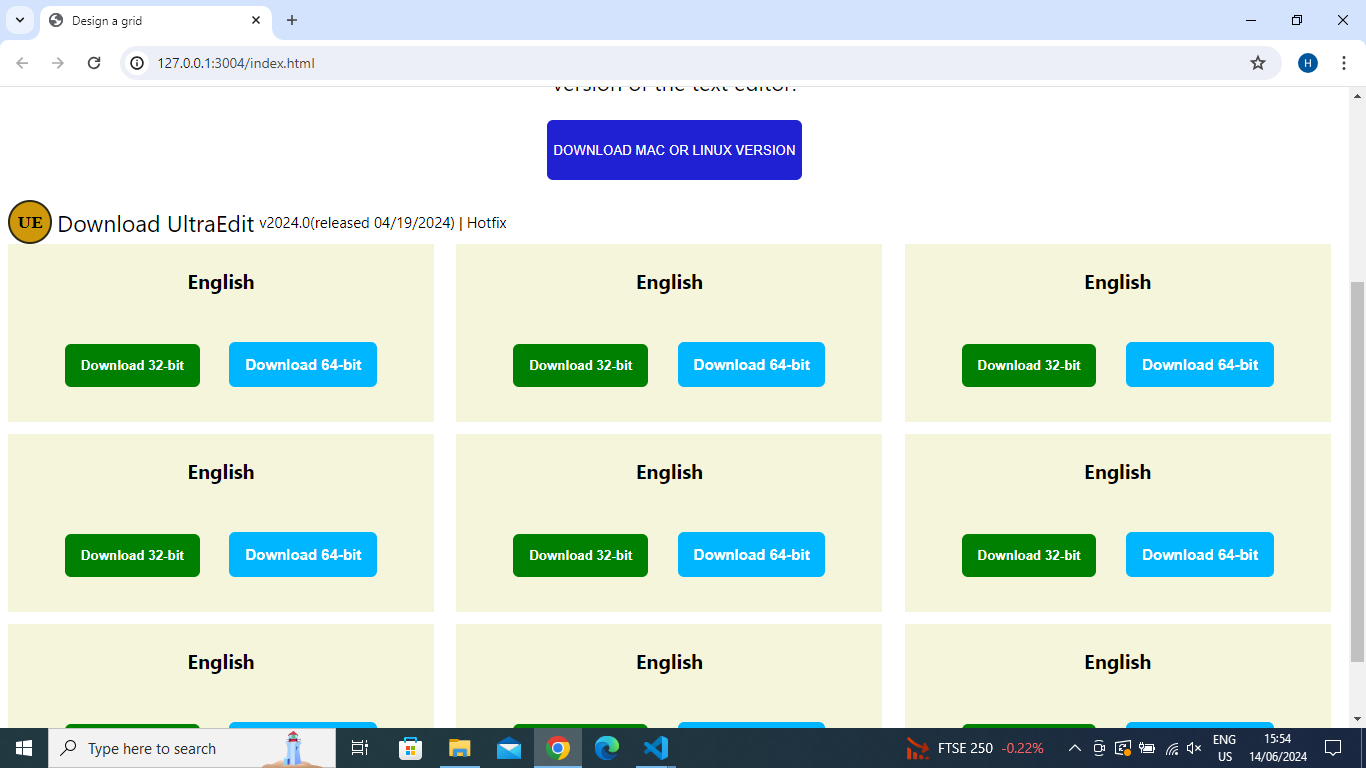 Design a grid
127.0.0.1:3004/index.html
H
version of the text editor.
DOWNLOAD MAC OR LINUX VERSION
UE Download UltraEdit v2024.0(released 04/19/2024) | Hotfix
English English English
Download 32-bit Download 64-bit Download 32-bit Download 64-bit Download 32-bit Download 64-bit
English English English
Download 32-bit Download 64-bit Download 32-bit Download 64-bit Download 32-bit Download 64-bit
English English English
Type here to search
FTSE 250 -0.22%
ENG
US
15:54
14/06/2024